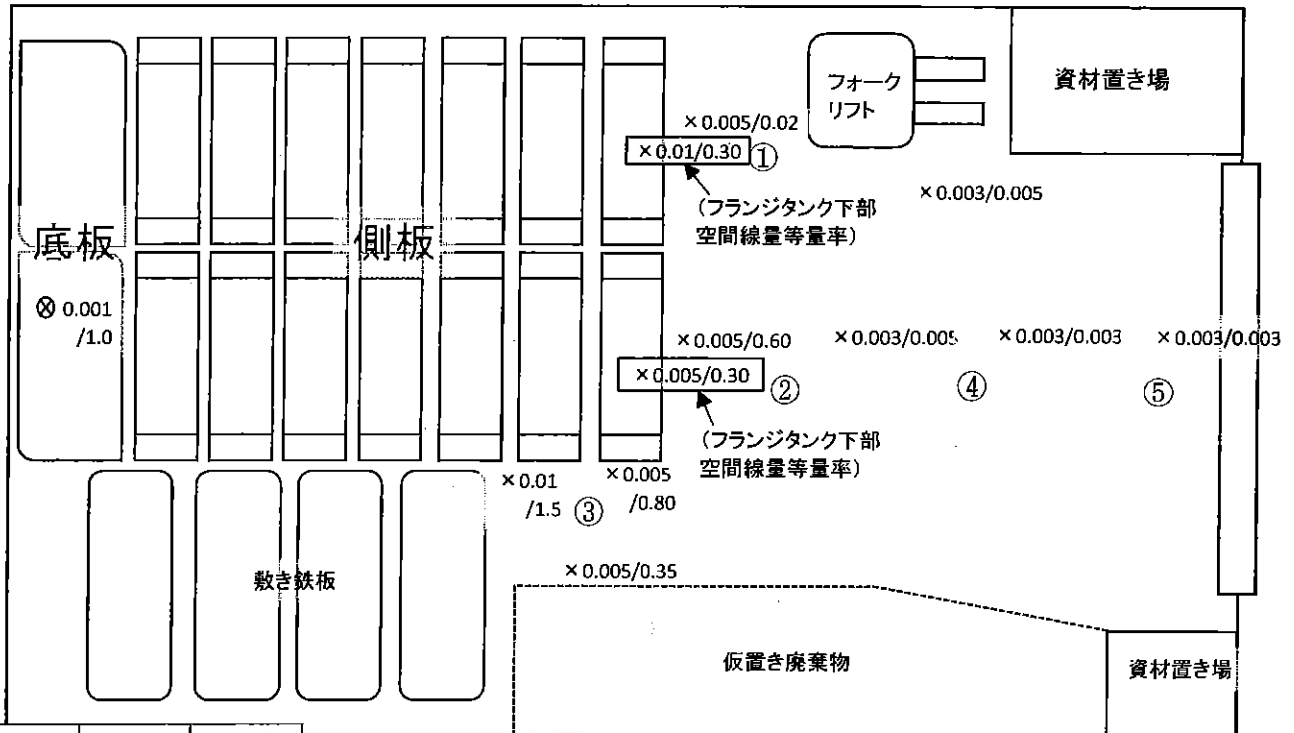 フォーク
リフト
資材置き場
×0.005/0.02
×0.01/0.30 ①
(フランジタンク下部
空間線量等量率)
×0.003/0.005
底板
側板
⊗ 0.001
/1.0
×0.005/0.60
×0.003/0.005
×0.003/0.003
×0.003/0.003
×0.005/0.30 ②
④
⑤
(フランジタンク下部
空間線量等量率)
×0.01
/1.5 ③
×0.005
/0.80
×0.005/0.35
敷き鉄板
仮置き廃棄物
資材置き場